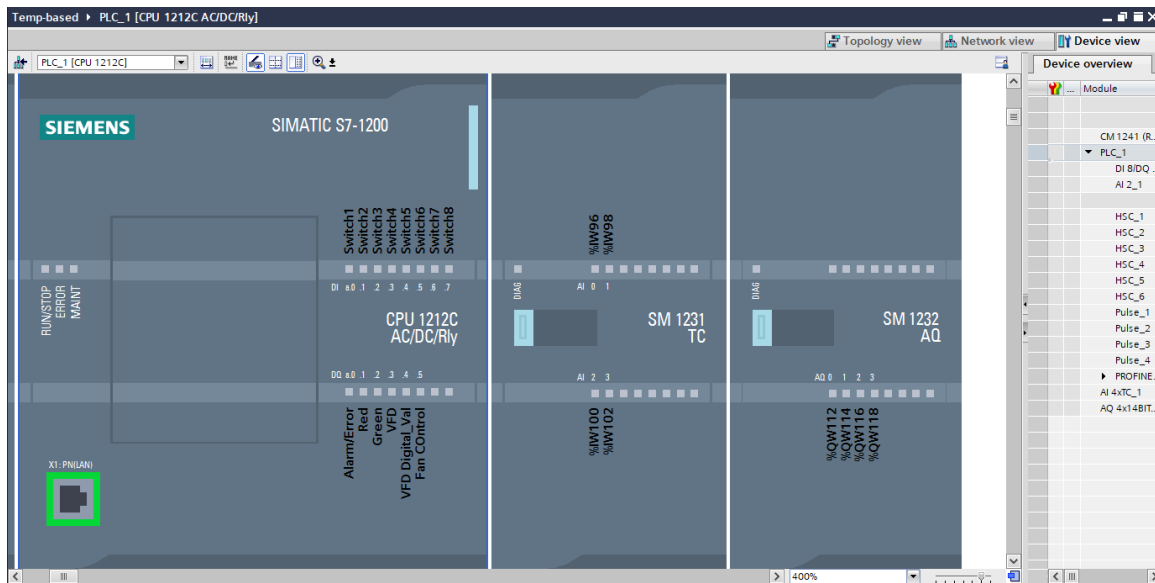 Temp-based ▸ PLC_1 [CPU 1212C AC/DC/Rly]
Topology view
Network view
Device view
PLC_1 [CPU 1212C]
Device overview
... Module
CM 1241 (R...
PLC_1
DI 8/DQ ...
AI 2_1
HSC_1
HSC_2
HSC_3
HSC_4
HSC_5
HSC_6
Pulse_1
Pulse_2
Pulse_3
Pulse_4
PROFINE...
AI 4xTC_1
AQ 4x14BIT...
SIEMENS
SIMATIC S7-1200
Switch1
Switch2
Switch3
Switch4
Switch5
Switch6
Switch7
Switch8
DI a.0 .1 .2 .3 .4 .5 .6 .7
RUN/STOP
ERROR
MAINT
CPU 1212C
AC/DC/Rly
DQ a.0 .1 .2 .3 .4 .5
Alarm/Error
Red
Green
VFD
VFD Digital_Val
Fan COntrol
X1: PN(LAN)
%IW96
%IW98
DIAG
AI 0 1
SM 1231
TC
AI 2 3
%IW100
%IW102
DIAG
SM 1232
AQ
AQ 0 1 2 3
%QW112
%QW114
%QW116
%QW118
400%